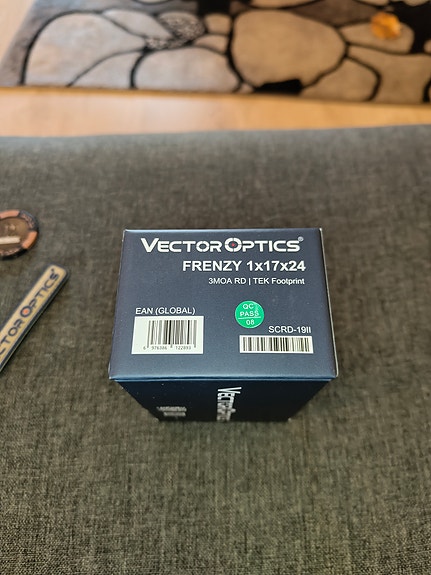 VECTOR OPTICS
FRENZY 1x17x24
3MOA RD | TEK Footprint
EAN (GLOBAL)
QC
PASS
08
SCRD-19II
VECTOR OPTICS